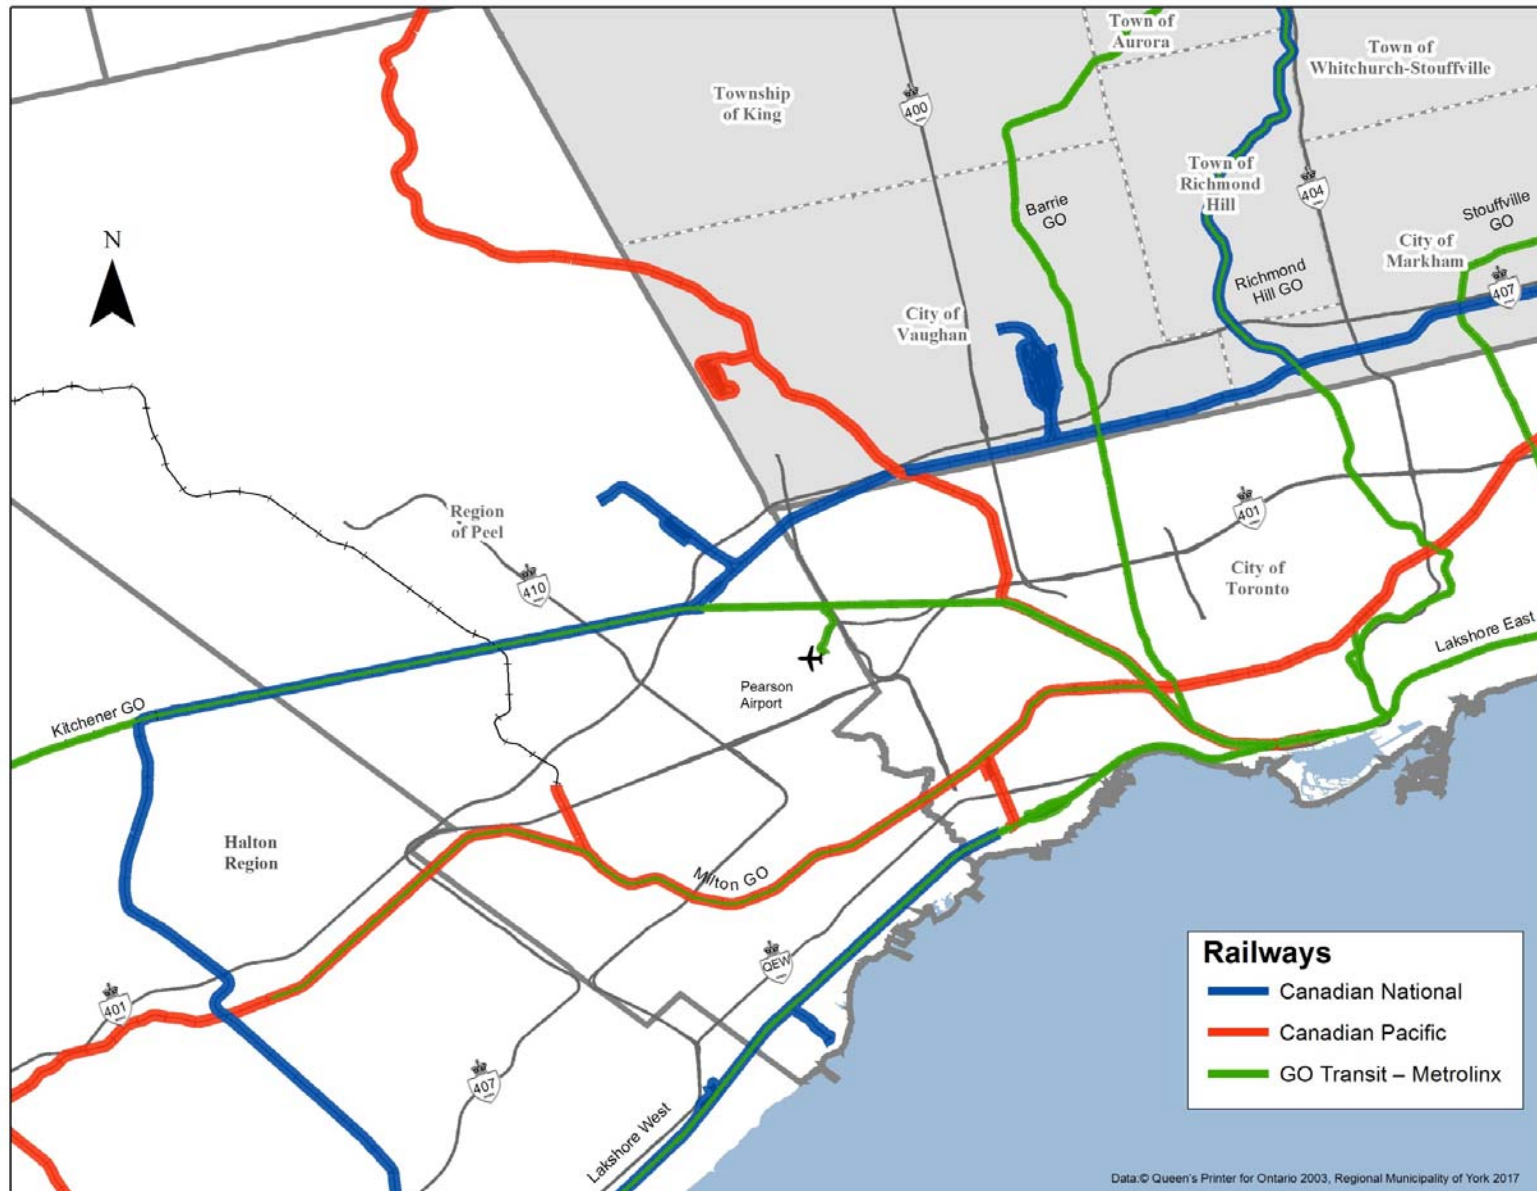 Town of
Aurora
Town of
Whitchurch-Stouffville
Township
of King
400
Town of
Richmond
Hill
404
Barrie
GO
Stouffville
GO
City of
Markham
407
Richmond
Hill GO
City of
Vaughan
N
Region
of Peel
401
City of
Toronto
410
Lakshore East
Pearson
Airport
Kitchener GO
Halton
Region
Milton GO
QEW
401
407
Lakshore West
Railways
Canadian National
Canadian Pacific
GO Transit – Metrolinx
Data:© Queen's Printer for Ontario 2003, Regional Municipality of York 2017